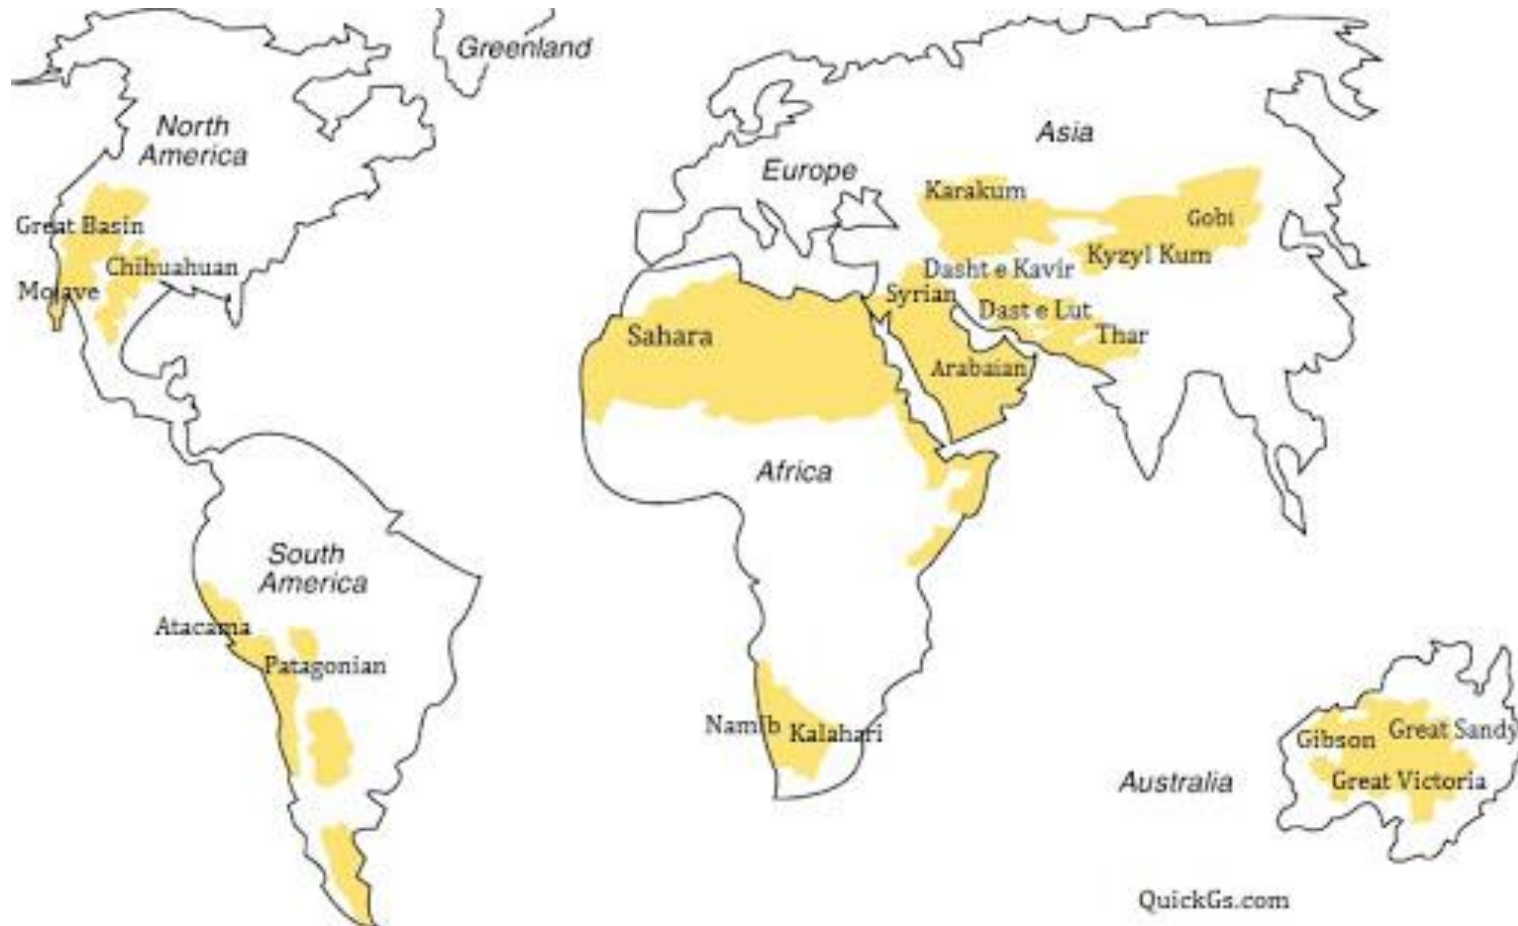 Greenland
North
America
Europe
Asia
Great Basin
Chihuahuan
Mojave
Karakum
Gobi
Kyzyl Kum
Dasht e Kavir
Syrian
Dast e Lut
Thar
Arabaian
Sahara
Africa
South
America
Atacama
Patagonian
Namib
Kalahari
Australia
Gibson
Great Sandy
Great Victoria
QuickGs.com